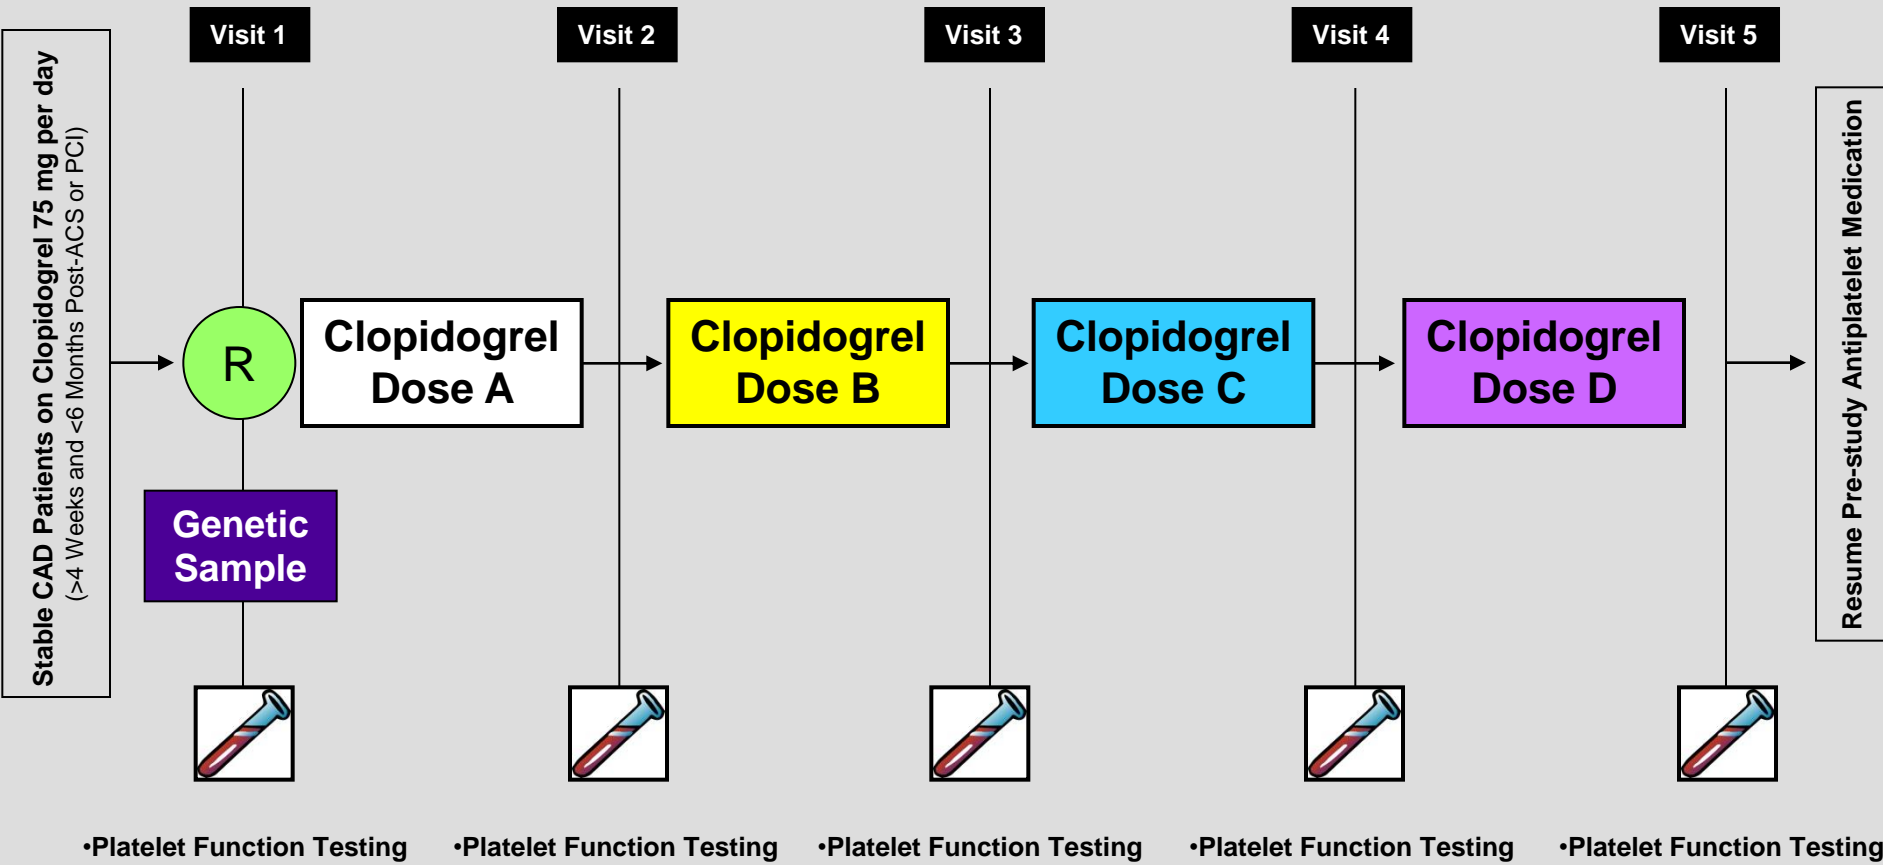 Visit 1
Visit 2
Visit 3
Visit 4
Visit 5
Stable CAD Patients on Clopidogrel 75 mg per day
(>4 Weeks and <6 Months Post-ACS or PCI)
R
Clopidogrel
Dose A
Clopidogrel
Dose B
Clopidogrel
Dose C
Clopidogrel
Dose D
Resume Pre-study Antiplatelet Medication
Genetic
Sample
•Platelet Function Testing
•Platelet Function Testing
•Platelet Function Testing
•Platelet Function Testing
•Platelet Function Testing